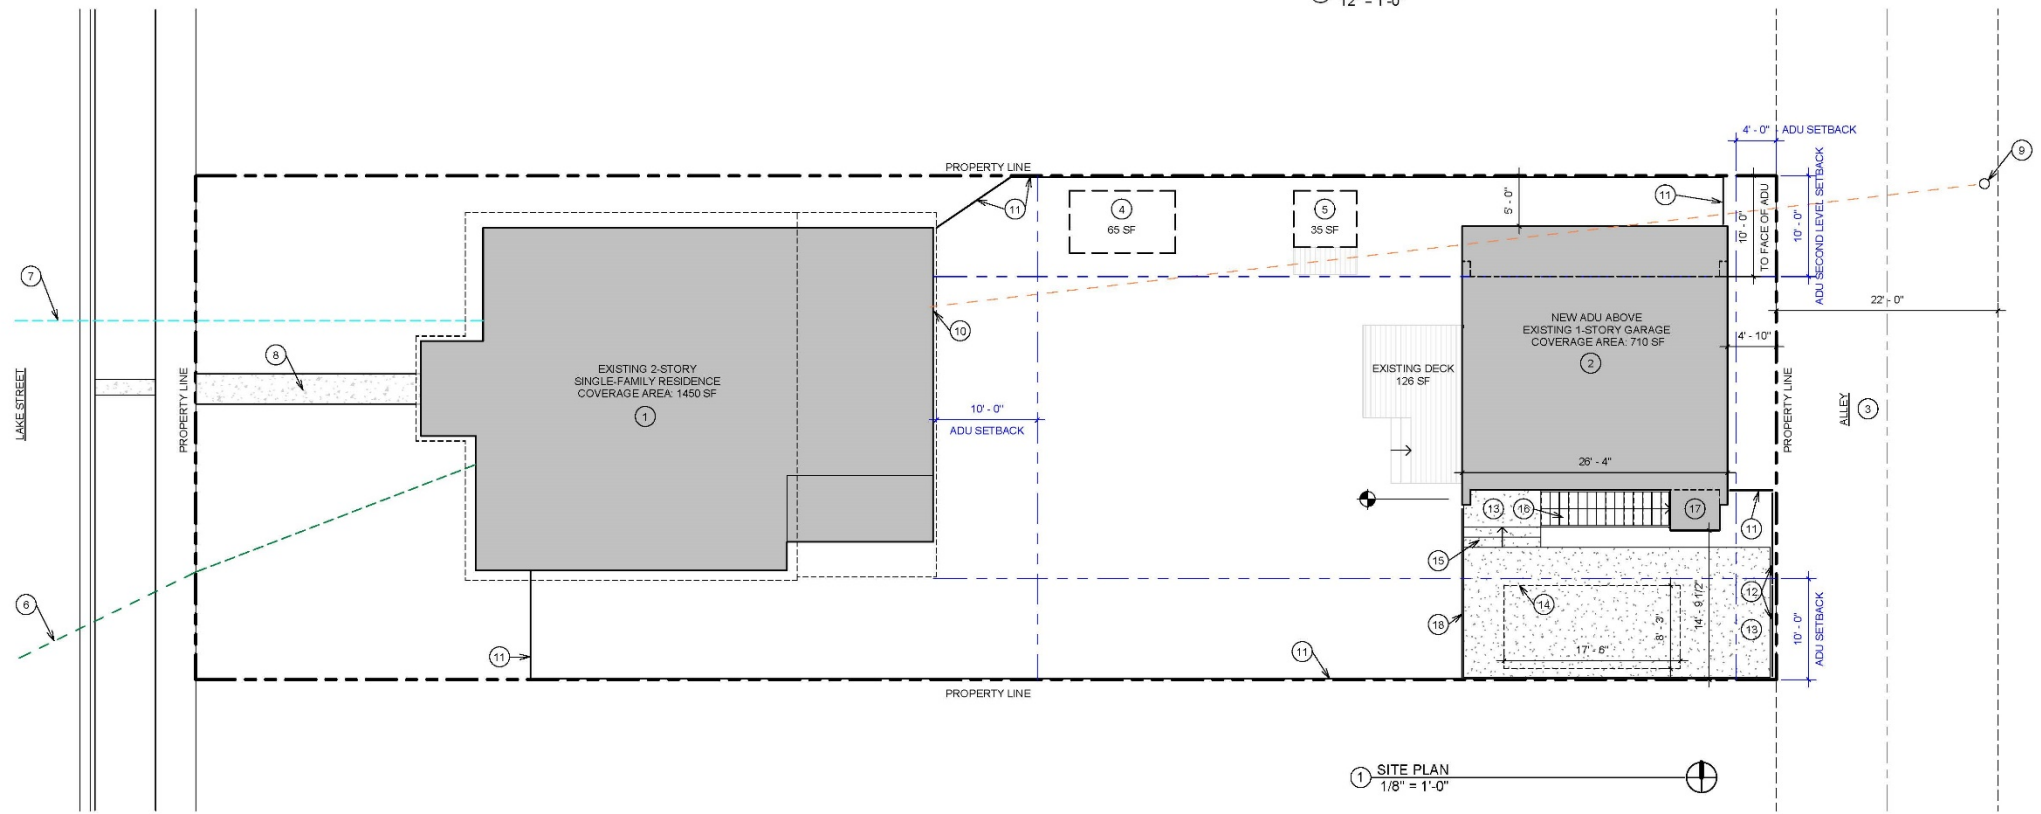 12" = 1'-0"
4' - 0" - ADU SETBACK
9
PROPERTY LINE
11
4
65 SF
5
35 SF
5' - 0"
11
10' - 0"
TO FACE OF ADU
10' - 0"
ADU SECOND LEVEL SETBACK
7
22' - 0"
10
NEW ADU ABOVE
EXISTING 1-STORY GARAGE
COVERAGE AREA: 710 SF
2
4' - 10"
8
EXISTING 2-STORY
SINGLE-FAMILY RESIDENCE
COVERAGE AREA: 1450 SF
1
EXISTING DECK
126 SF
LAKE STREET
PROPERTY LINE
10' - 0"
ADU SETBACK
PROPERTY LINE
ALLEY
3
26' - 4"
13
16
17
11
15
6
14
12
18
13
8' - 3"
14' - 9 1/2"
17' - 6"
10' - 0"
ADU SETBACK
11
11
PROPERTY LINE
1
SITE PLAN
1/8" = 1'-0"